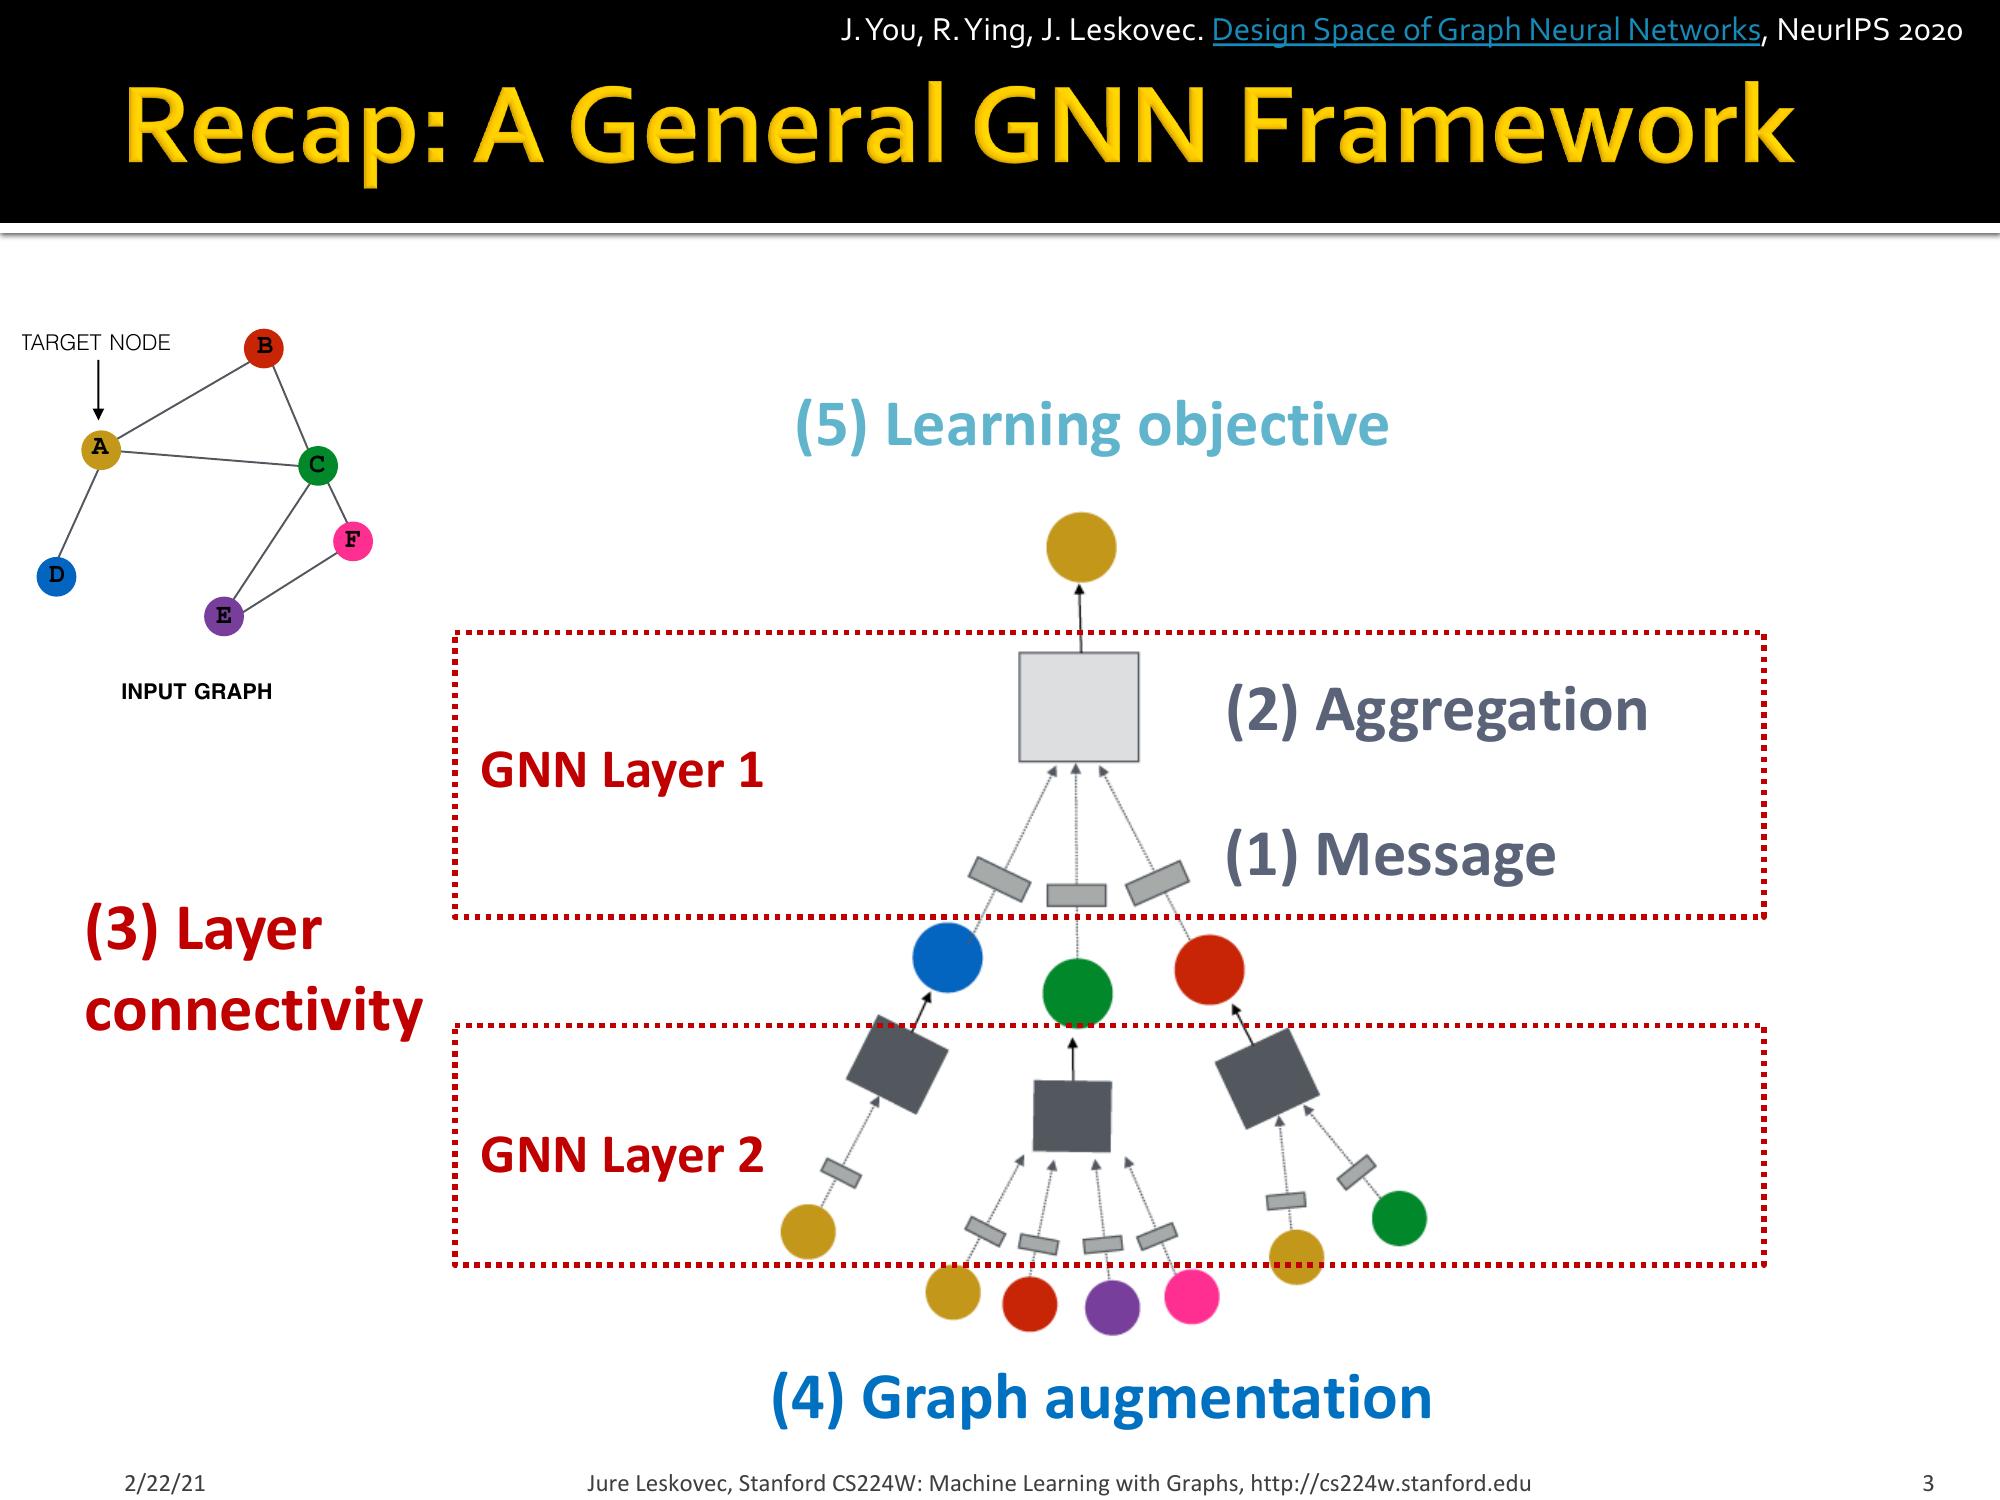 J. You, R. Ying, J. Leskovec. Design Space of Graph Neural Networks, NeurIPS 2020
Recap: A General GNN Framework
TARGET NODE
B
A
C
F
D
E
INPUT GRAPH
(5) Learning objective
(2) Aggregation
GNN Layer 1
(1) Message
(3) Layer
connectivity
GNN Layer 2
(4) Graph augmentation
2/22/21
Jure Leskovec, Stanford CS224W: Machine Learning with Graphs, http://cs224w.stanford.edu
3